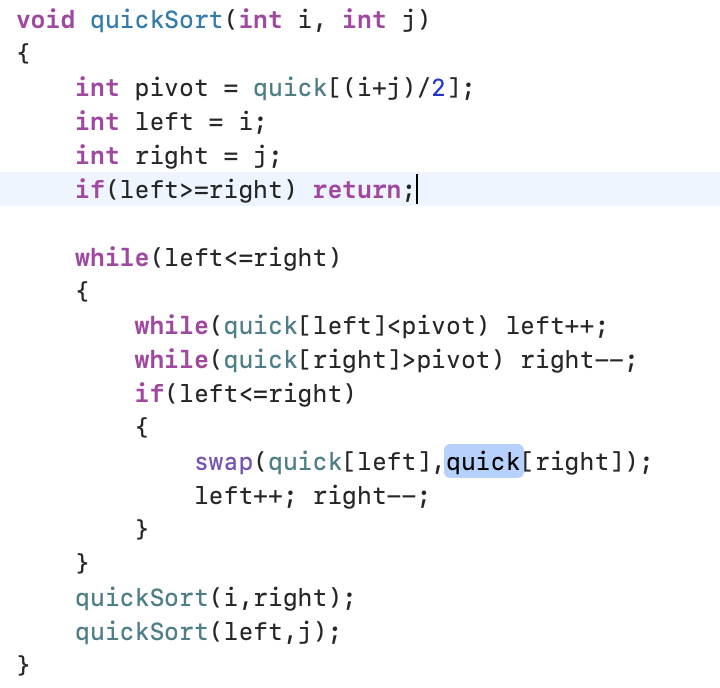 void quickSort(int i, int j)
{
    int pivot = quick[(i+j)/2];
    int left = i;
    int right = j;
    if(left>=right) return;

    while(left<=right)
    {
        while(quick[left]<pivot) left++;
        while(quick[right]>pivot) right--;
        if(left<=right)
        {
            swap(quick[left],quick[right]);
            left++; right--;
        }
    }
    quickSort(i,right);
    quickSort(left,j);
}